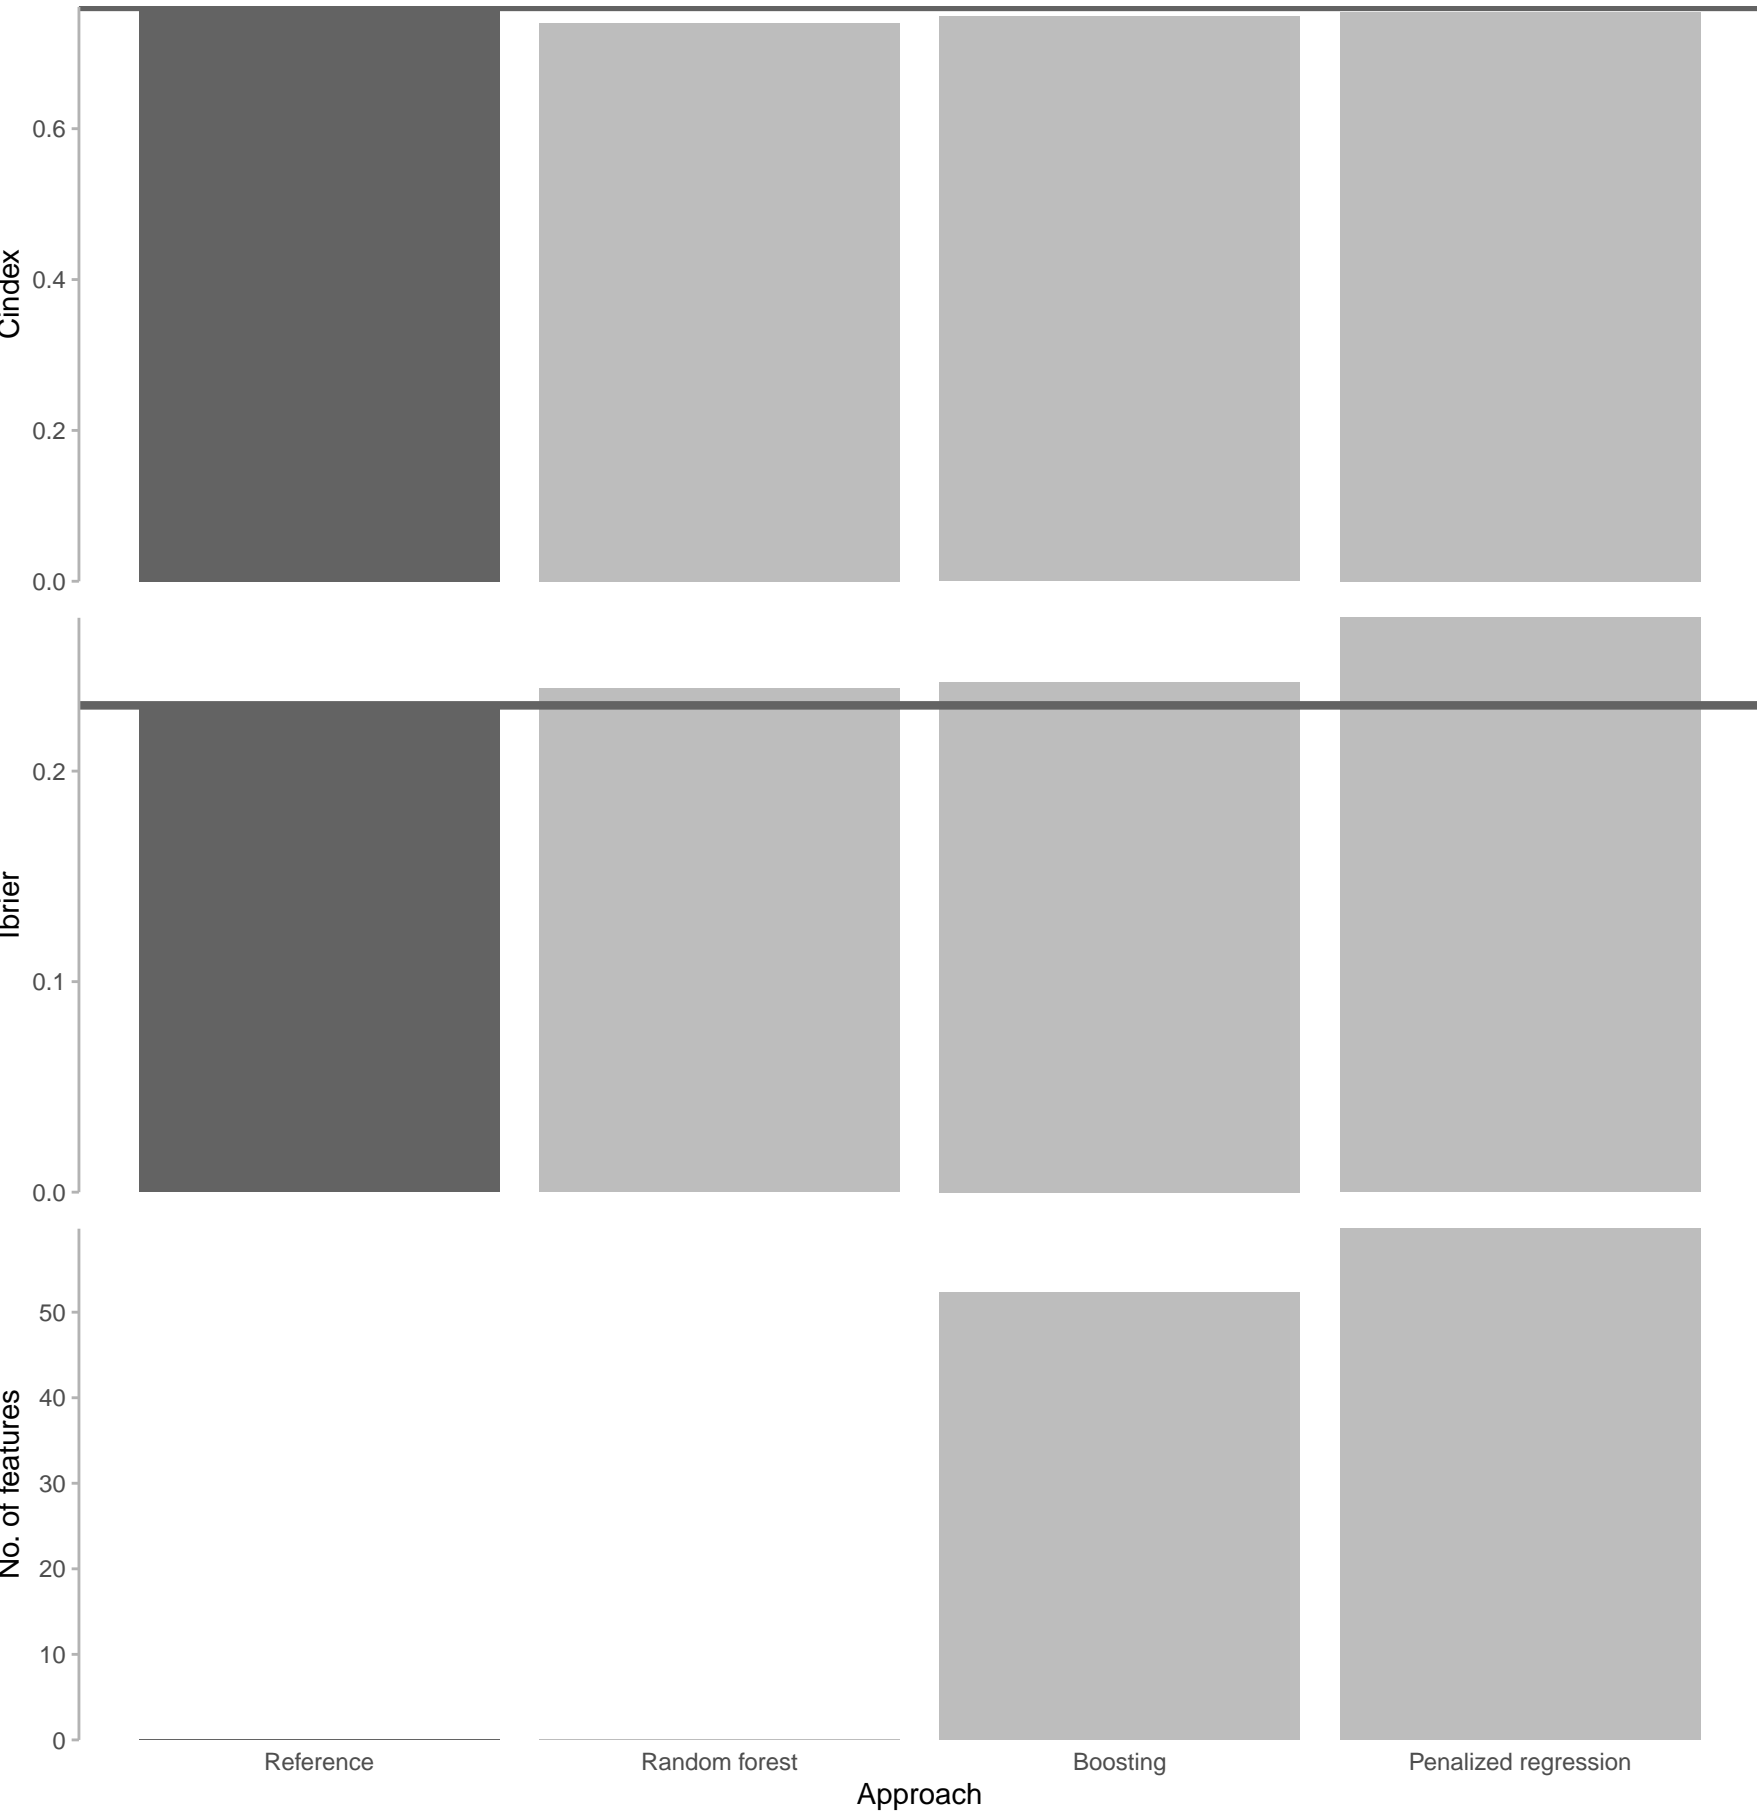 Cindex
0.6
0.4
0.2
0.0
Ibrier
0.2
0.1
0.0
No. of features
50
40
30
20
10
0
Reference
Random forest
Boosting
Penalized regression
Approach